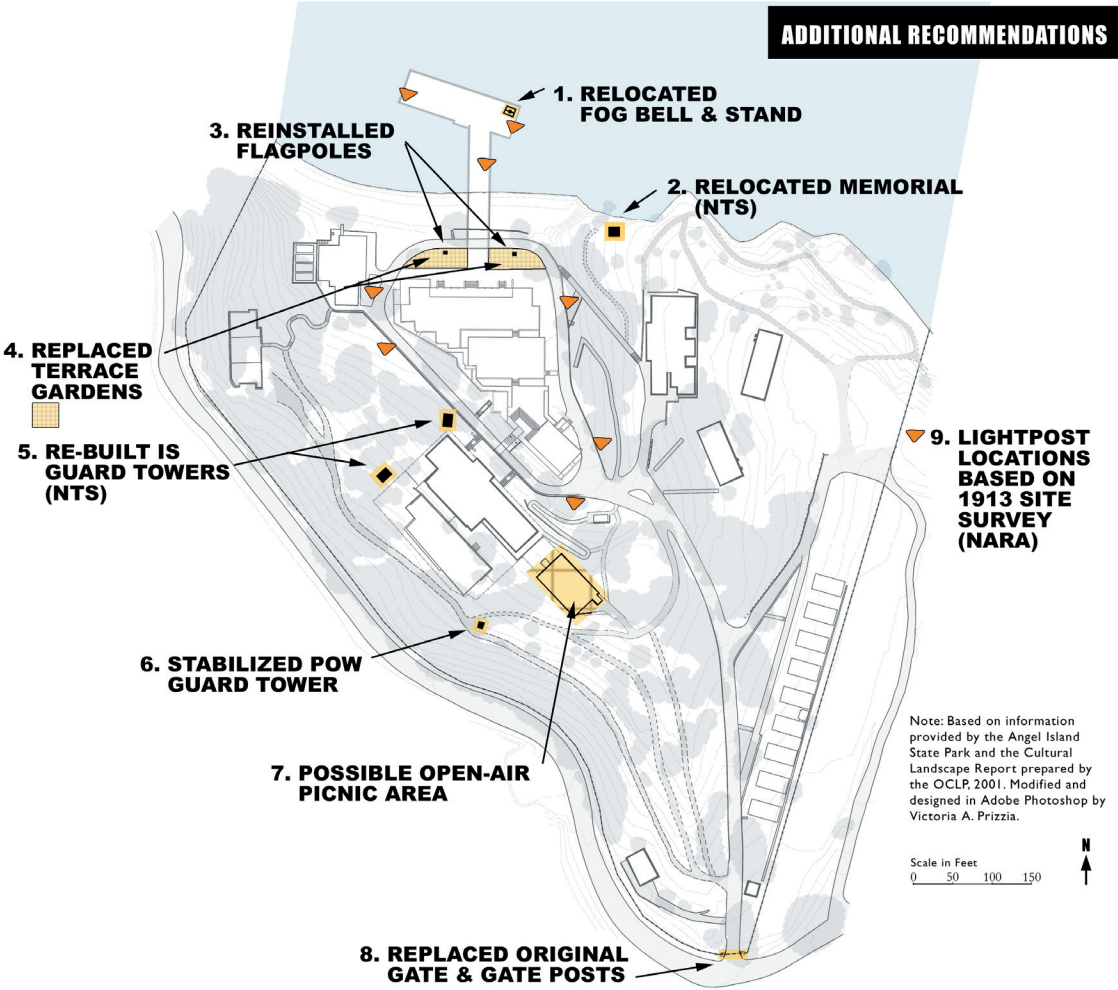 ADDITIONAL RECOMMENDATIONS
1. RELOCATED
FOG BELL & STAND
3. REINSTALLED
FLAGPOLES
2. RELOCATED MEMORIAL
(NTS)
4. REPLACED
TERRACE
GARDENS
5. RE-BUILT IS
GUARD TOWERS
(NTS)
9. LIGHTPOST
LOCATIONS
BASED ON
1913 SITE
SURVEY
(NARA)
6. STABILIZED POW
GUARD TOWER
7. POSSIBLE OPEN-AIR
PICNIC AREA
Note: Based on information
provided by the Angel Island
State Park and the Cultural
Landscape Report prepared by
the OCLP, 2001. Modified and
designed in Adobe Photoshop by
Victoria A. Prizzia.
N
Scale in Feet
0 50 100 150
8. REPLACED ORIGINAL
GATE & GATE POSTS